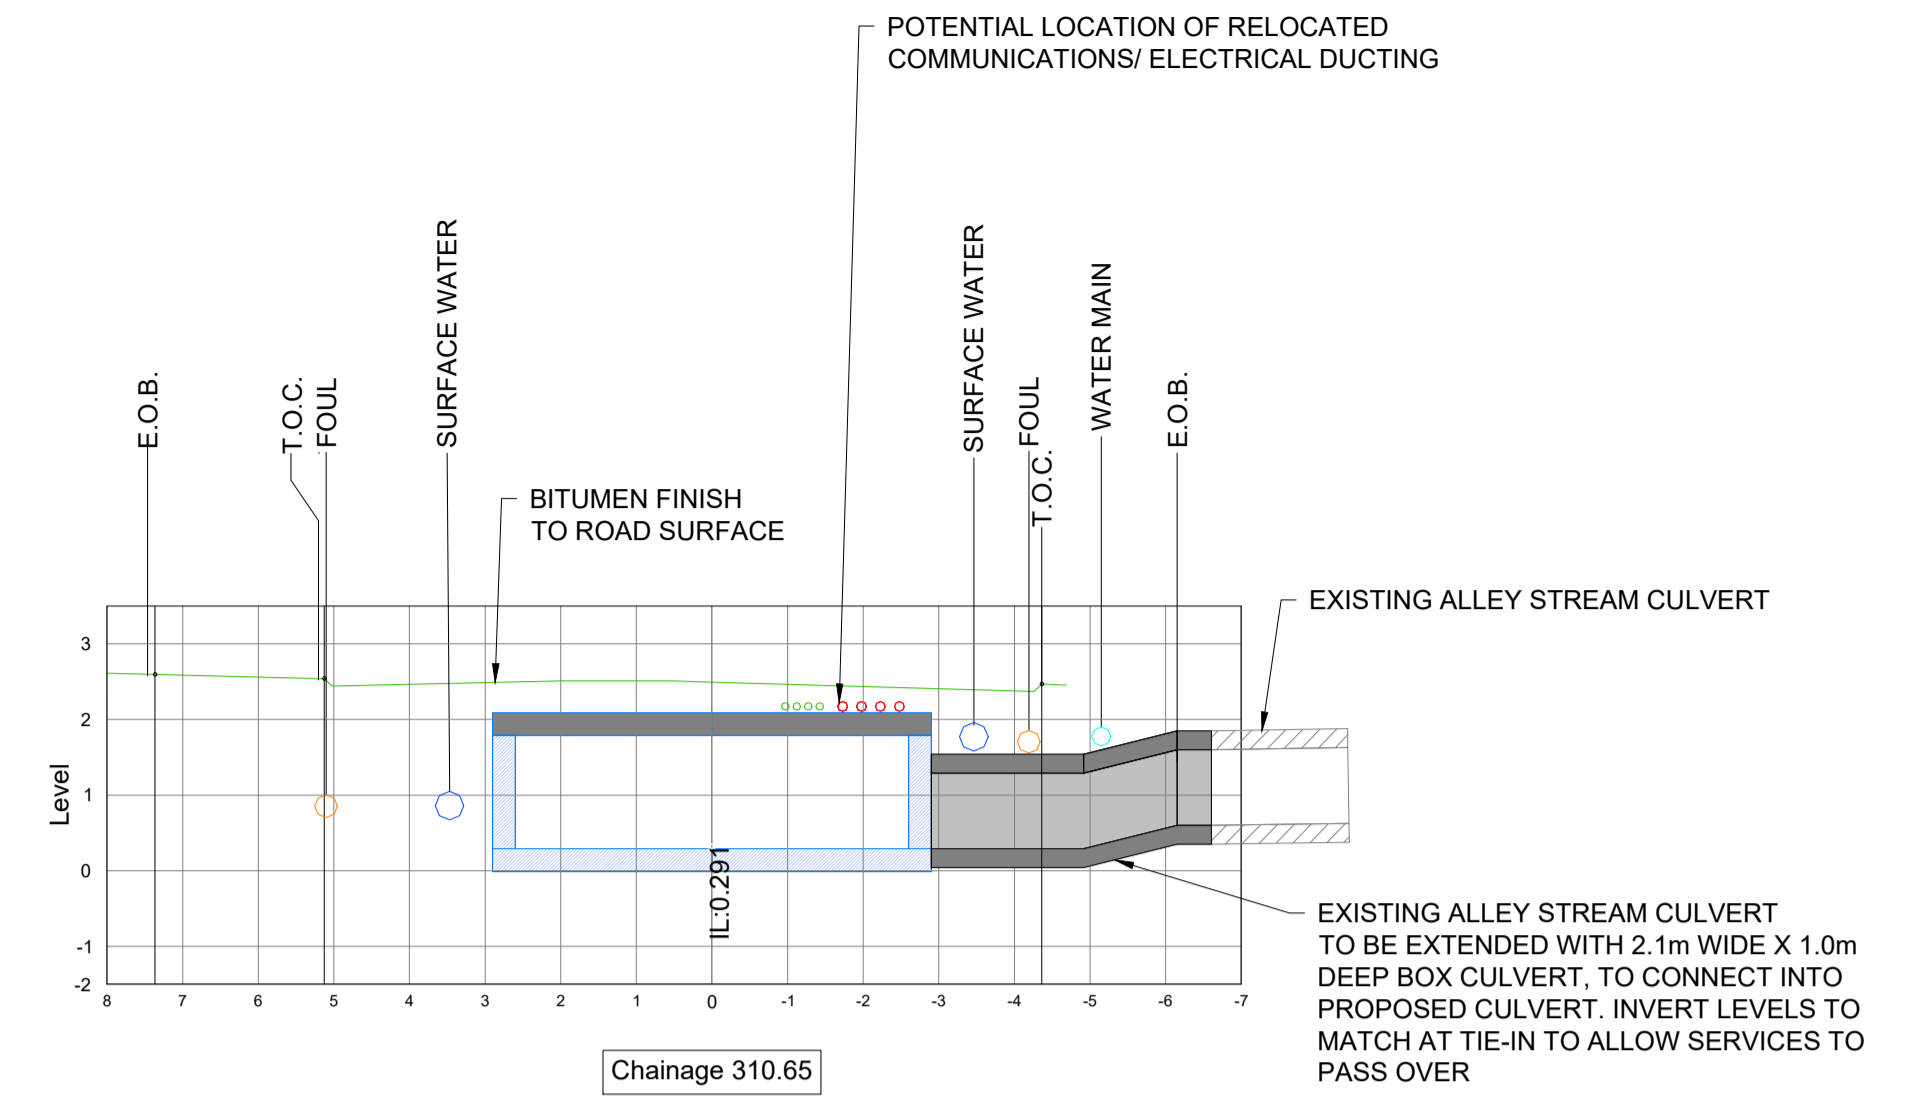 POTENTIAL LOCATION OF RELOCATED
COMMUNICATIONS/ ELECTRICAL DUCTING
E.O.B.
T.O.C.
FOUL
SURFACE WATER
SURFACE WATER
FOUL
T.O.C.
WATER MAIN
E.O.B.
BITUMEN FINISH
TO ROAD SURFACE
EXISTING ALLEY STREAM CULVERT
Level
3
2
1
0
-1
-2
IL:0.291
8 7 6 5 4 3 2 1 0 -1 -2 -3 -4 -5 -6 -7
EXISTING ALLEY STREAM CULVERT
TO BE EXTENDED WITH 2.1m WIDE X 1.0m
DEEP BOX CULVERT, TO CONNECT INTO
PROPOSED CULVERT. INVERT LEVELS TO
MATCH AT TIE-IN TO ALLOW SERVICES TO
PASS OVER
Chainage 310.65